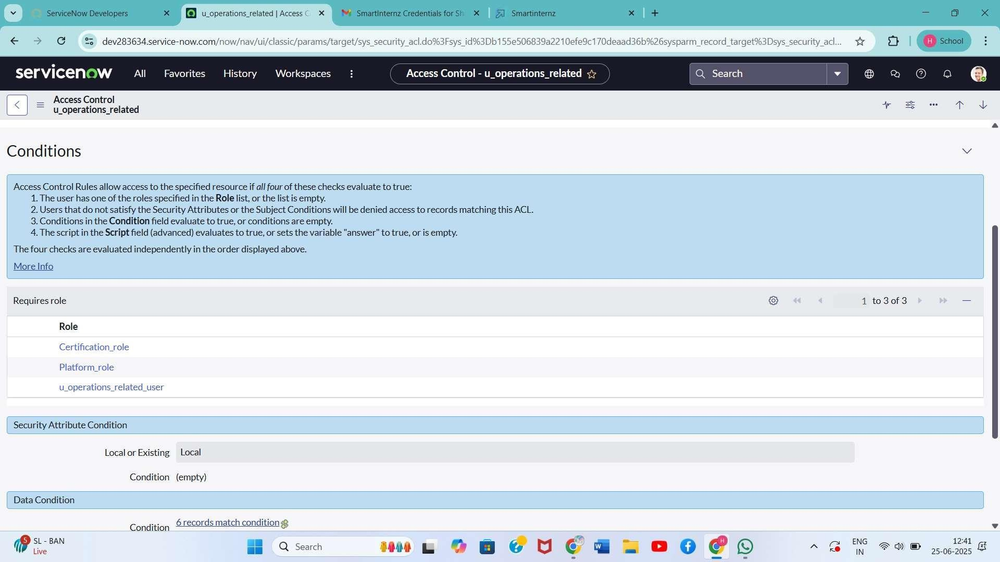 ServiceNow Developers
u_operations_related | Access C
SmartInternz Credentials for Sh
Smartinternz
dev283634.service-now.com/now/nav/ui/classic/params/target/sys_security_acl.do%3Fsys_id%3Db155e506839a2210efe9c170deaad36b%26sysparm_record_target%3Dsys_security_acl...
H School
servicenow
All
Favorites
History
Workspaces
Access Control - u_operations_related
Search
Access Control
u_operations_related
Conditions
Access Control Rules allow access to the specified resource if all four of these checks evaluate to true:
1. The user has one of the roles specified in the Role list, or the list is empty.
2. Users that do not satisfy the Security Attributes or the Subject Conditions will be denied access to records matching this ACL.
3. Conditions in the Condition field evaluate to true, or conditions are empty.
4. The script in the Script field (advanced) evaluates to true, or sets the variable "answer" to true, or is empty.
The four checks are evaluated independently in the order displayed above.
More Info
Requires role
1 to 3 of 3
Role
Certification_role
Platform_role
u_operations_related_user
Security Attribute Condition
Local or Existing Local
Condition (empty)
Data Condition
Condition 6 records match condition
5
SL - BAN
Live
Search
H
ENG
IN
12:41
25-06-2025